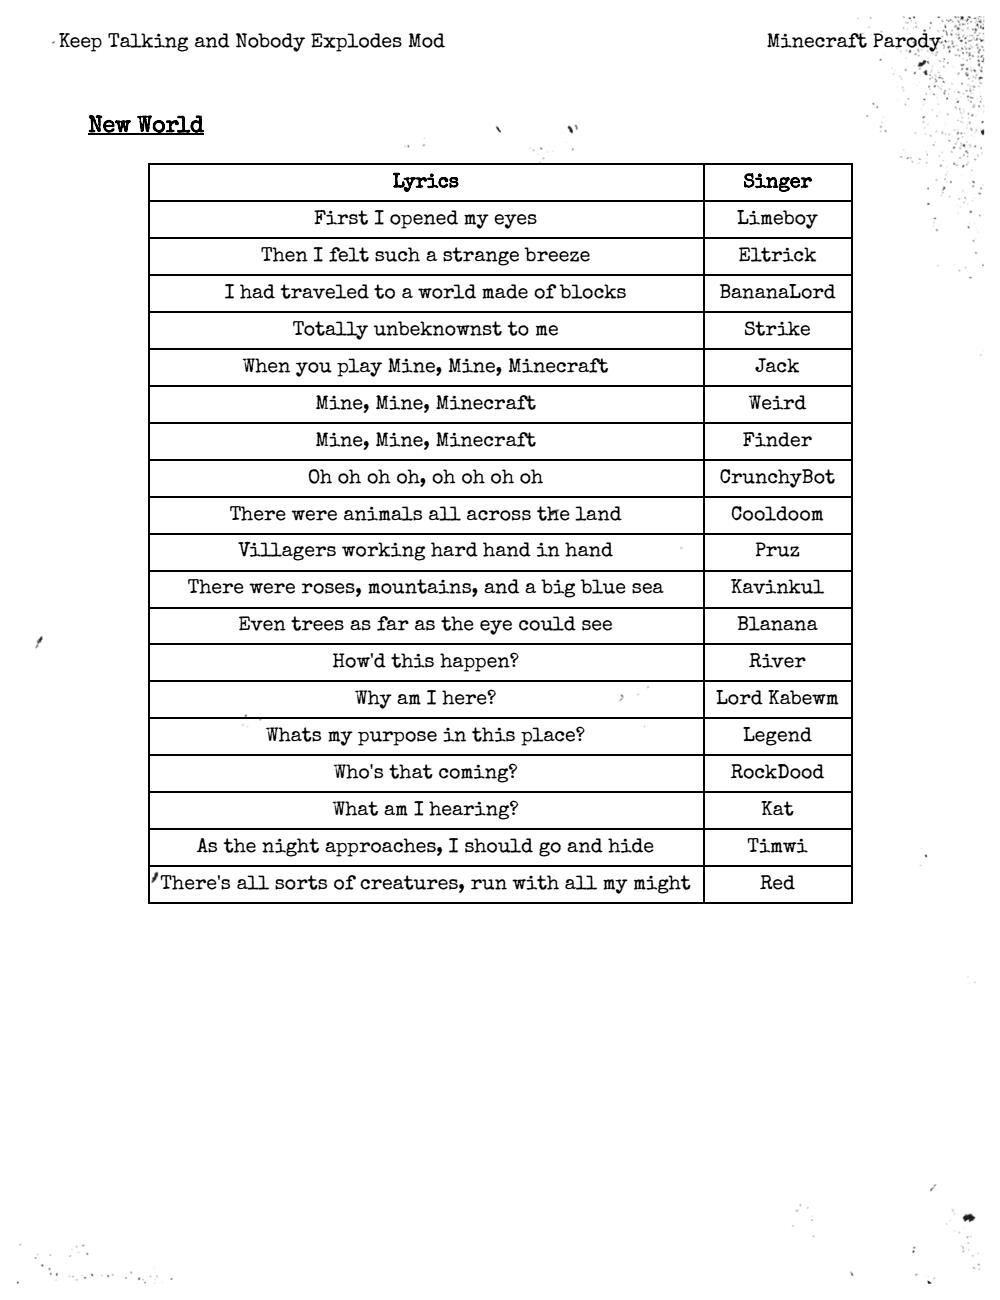 Keep Talking and Nobody Explodes Mod Minecraft Parody
New World
Lyrics Singer
First I opened my eyes Limeboy
Then I felt such a strange breeze Eltrick
I had traveled to a world made of blocks BananaLord
Totally unbeknownst to me Strike
When you play Mine, Mine, Minecraft Jack
Mine, Mine, Minecraft Weird
Mine, Mine, Minecraft Finder
Oh oh oh oh, oh oh oh oh CrunchyBot
There were animals all across the land Cooldoom
Villagers working hard hand in hand Pruz
There were roses, mountains, and a big blue sea Kavinkul
Even trees as far as the eye could see Blanana
How'd this happen? River
Why am I here? Lord Kabewm
Whats my purpose in this place? Legend
Who's that coming? RockDood
What am I hearing? Kat
As the night approaches, I should go and hide Timwi
There's all sorts of creatures, run with all my might Red